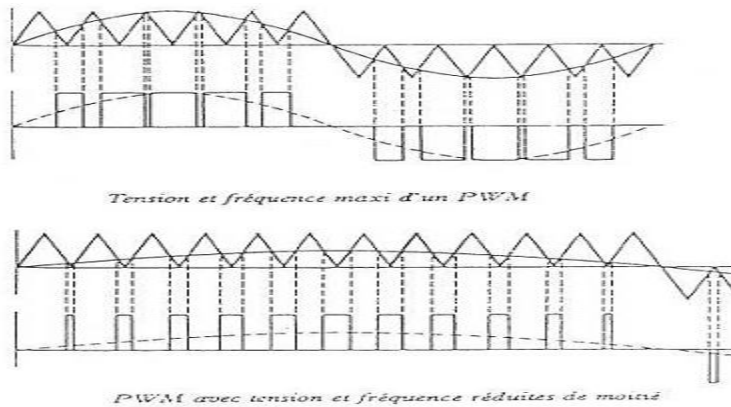 Tension et fréquence maxi d'un PWM
PWM avec tension et fréquence réduites de moitié